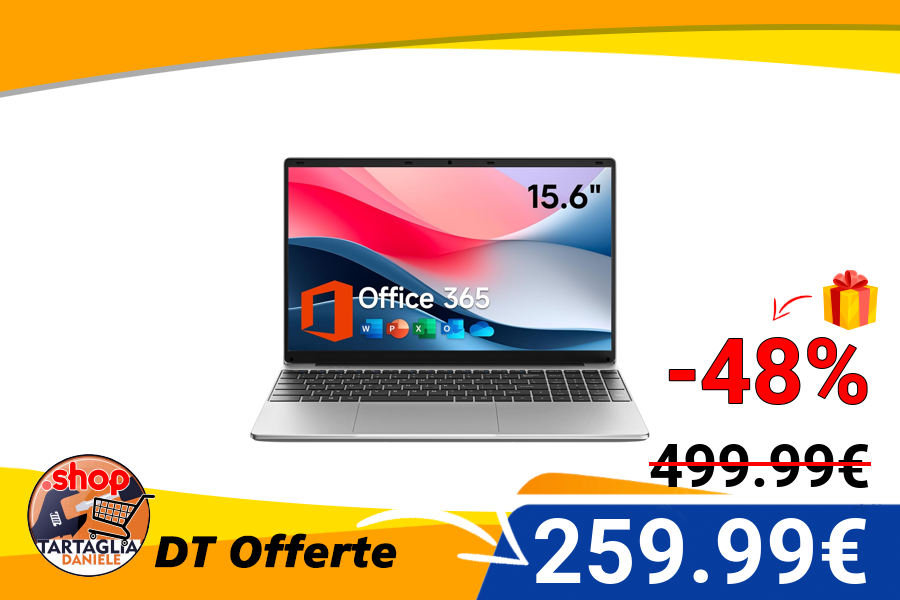 15.6"
Office 365
W P X O
-48%
499.99€
259.99€
.shop
TARTAGLIA
DANIELE
DT Offerte